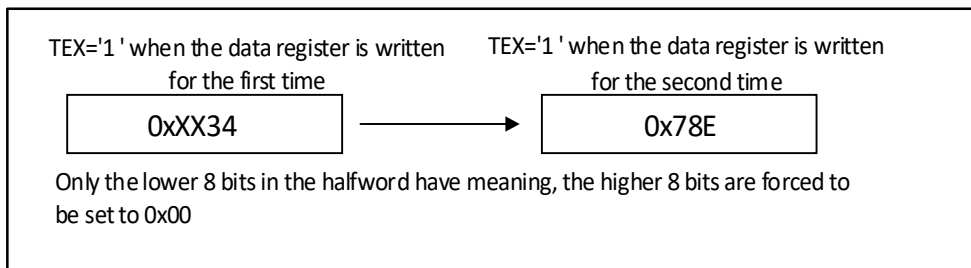 TEX='1 ' when the data register is written
for the first time
TEX='1 ' when the data register is written
for the second time
0xXX34
0x78E
Only the lower 8 bits in the halfword have meaning, the higher 8 bits are forced to
be set to 0x00